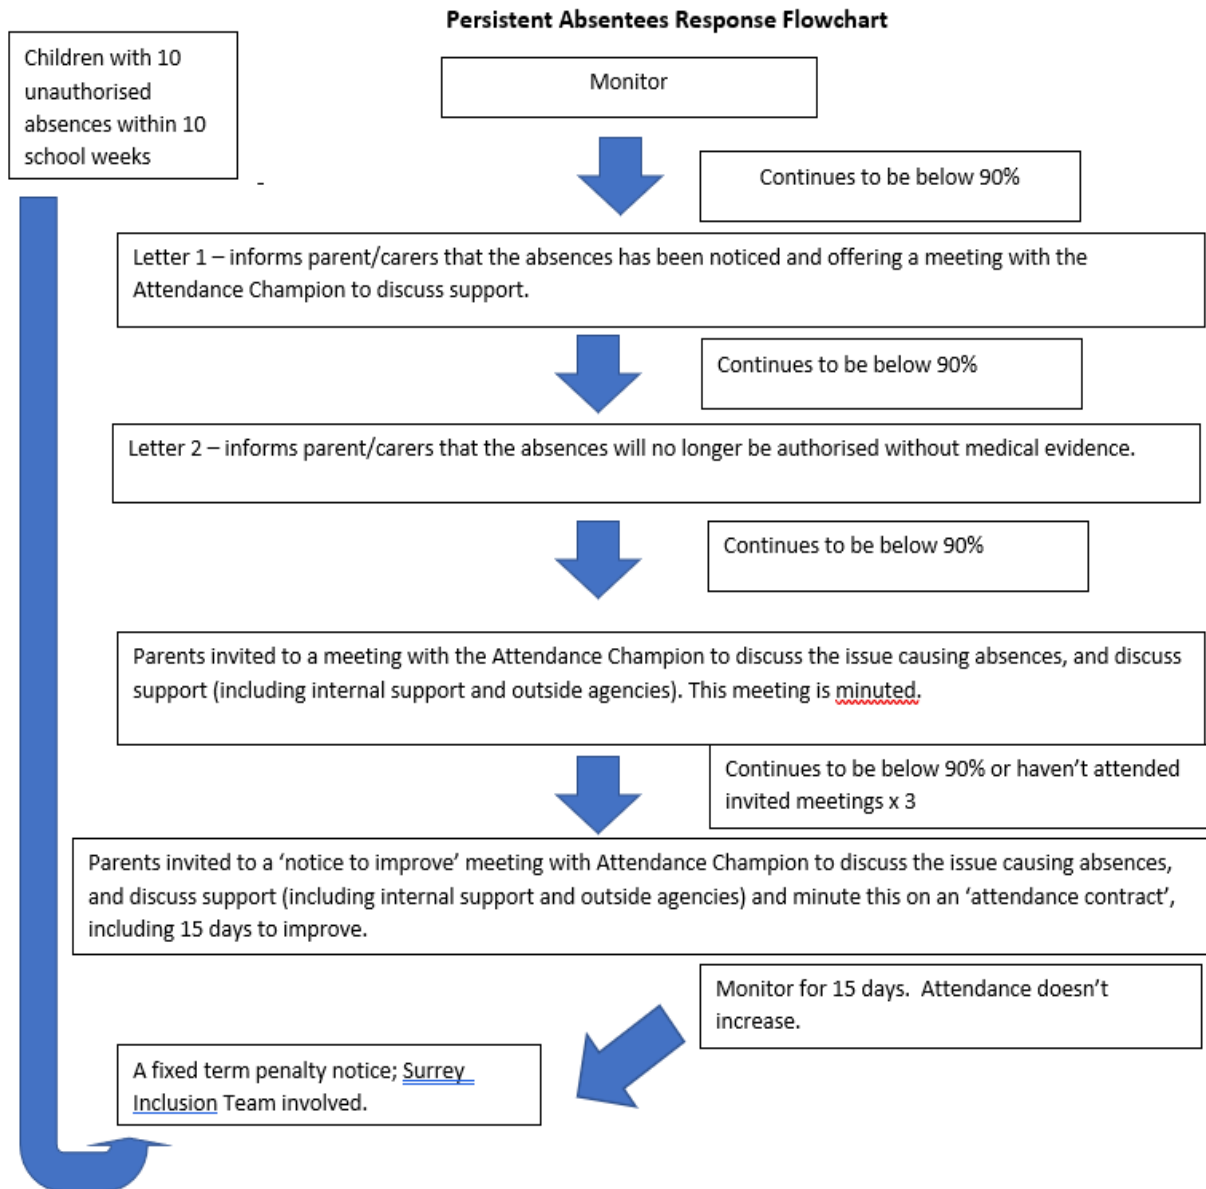 Persistent Absentees Response Flowchart
Children with 10
unauthorised
absences within 10
school weeks
Monitor
-
Continues to be below 90%
Letter 1 – informs parent/carers that the absences has been noticed and offering a meeting with the
Attendance Champion to discuss support.
Continues to be below 90%
Letter 2 – informs parent/carers that the absences will no longer be authorised without medical evidence.
Continues to be below 90%
Parents invited to a meeting with the Attendance Champion to discuss the issue causing absences, and discuss
support (including internal support and outside agencies). This meeting is minuted.
Continues to be below 90% or haven’t attended
invited meetings x 3
Parents invited to a ‘notice to improve’ meeting with Attendance Champion to discuss the issue causing absences,
and discuss support (including internal support and outside agencies) and minute this on an ‘attendance contract’,
including 15 days to improve.
Monitor for 15 days.  Attendance doesn’t
increase.
A fixed term penalty notice; Surrey
Inclusion Team involved.